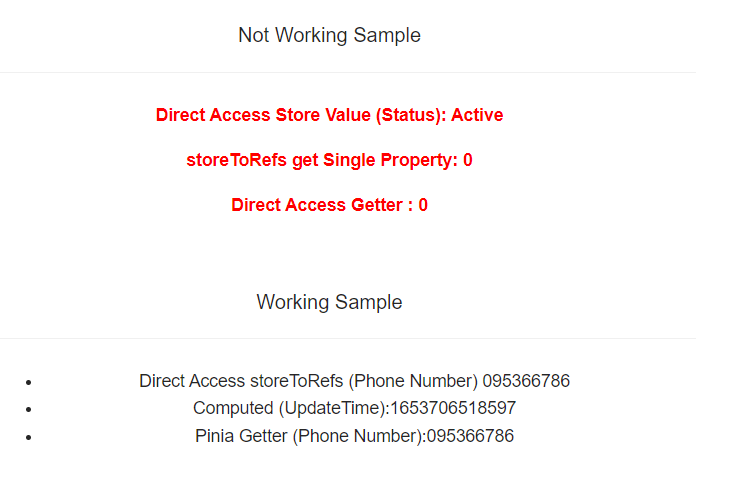 Not Working Sample
Direct Access Store Value (Status): Active
storeToRefs get Single Property: 0
Direct Access Getter : 0
Working Sample
Direct Access storeToRefs (Phone Number) 095366786
Computed (UpdateTime):1653706518597
Pinia Getter (Phone Number):095366786